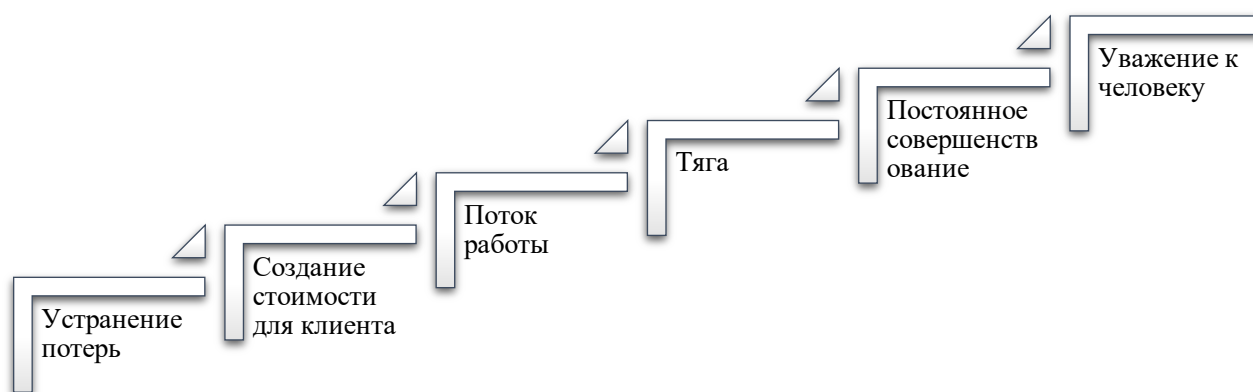 Устранение
потерь
Создание
стоимости
для клиента
Поток
работы
Тяга
Постоянное
совершенств
ование
Уважение к
человеку